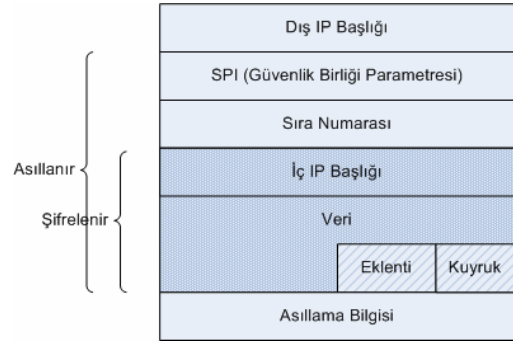 Dış IP Başlığı
SPI (Güvenlik Birliği Parametresi)
Sıra Numarası
Asıllanır
İç IP Başlığı
Şifrelenir
Veri
Eklenti Kuyruk
Asıllama Bilgisi